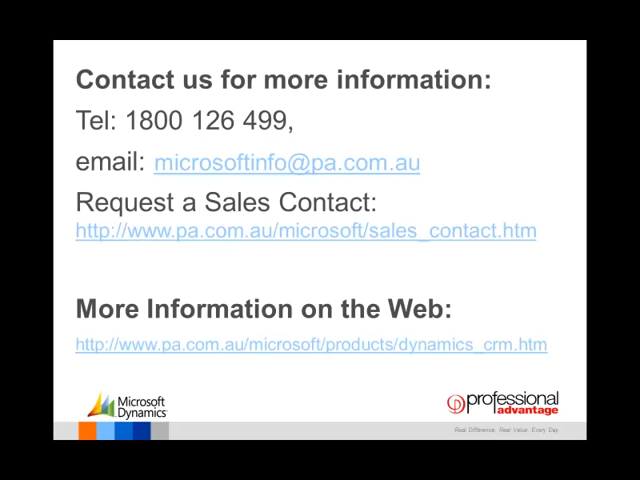 Contact us for more information:
Tel: 1800 126 499,
email: microsoftinfo@pa.com.au
Request a Sales Contact:
http://www.pa.com.au/microsoft/sales_contact.htm
More Information on the Web:
http://www.pa.com.au/microsoft/products/dynamics_crm.htm
Microsoft
Dynamics
professional
advantage
Real Difference. Real Value. Every Day.